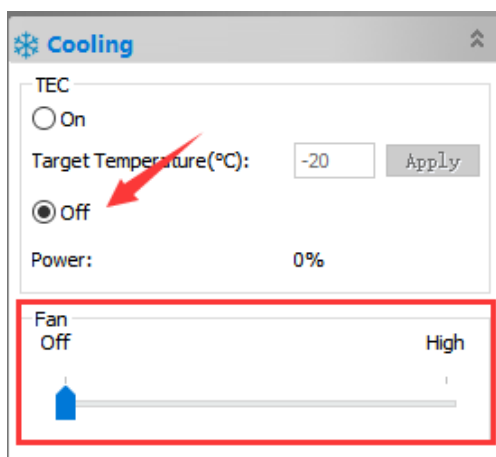 Cooling
TEC
On
Target Temperature(°C): -20 Apply
Off
Power: 0%
Fan
Off High